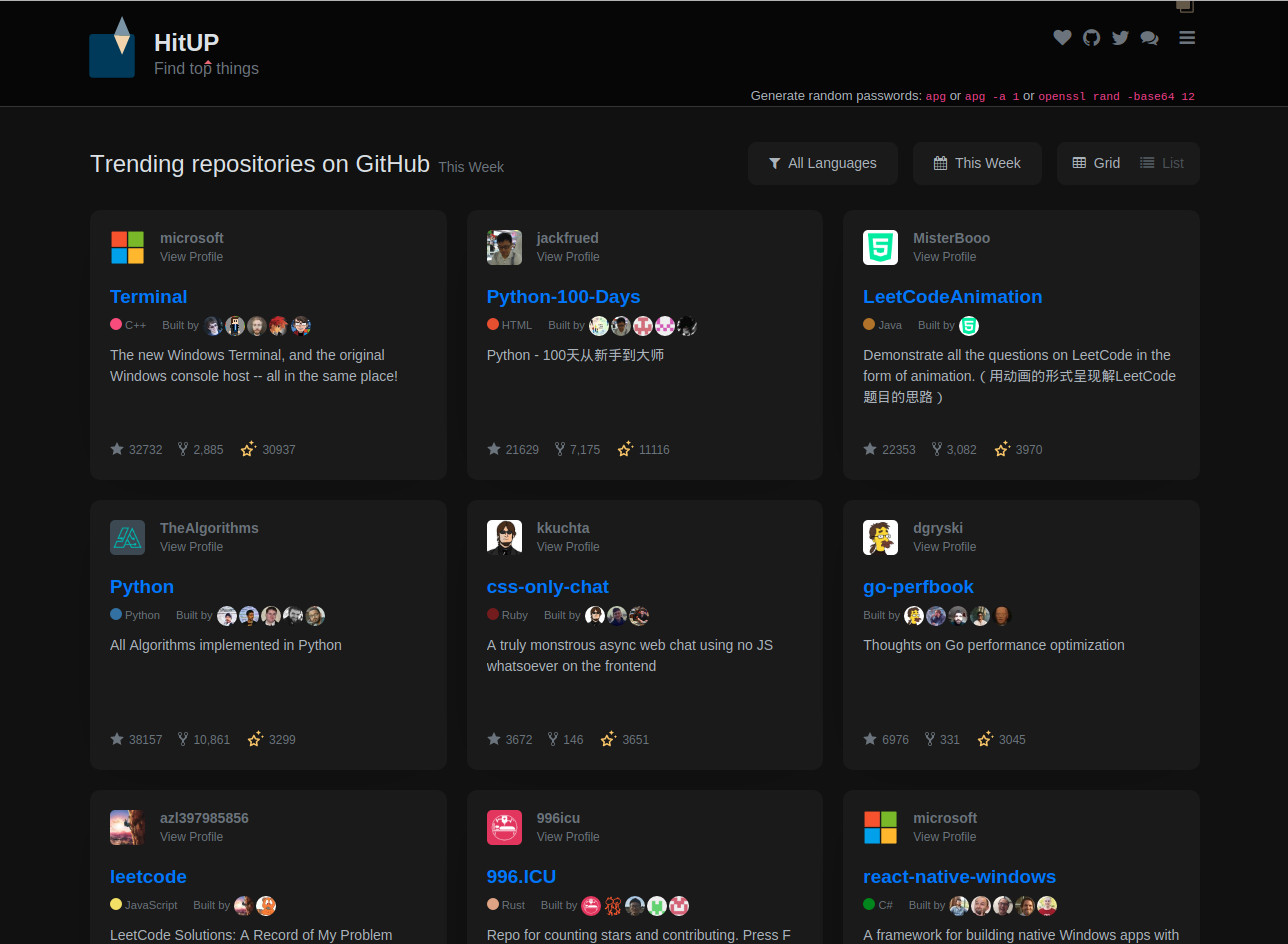 HitUP
Find top things
Generate random passwords: apg or apg -a 1 or openssl rand -base64 12
Trending repositories on GitHub This Week
All Languages
This Week
Grid
List
microsoft
View Profile
Terminal
C++ Built by
The new Windows Terminal, and the original
Windows console host -- all in the same place!
32732 2,885 30937
jackfrued
View Profile
Python-100-Days
HTML Built by
Python - 100天从新手到大师
21629 7,175 11116
MisterBooo
View Profile
LeetCodeAnimation
Java Built by
Demonstrate all the questions on LeetCode in the
form of animation.（用动画的形式呈现解LeetCode
题目的思路）
22353 3,082 3970
TheAlgorithms
View Profile
Python
Python Built by
All Algorithms implemented in Python
38157 10,861 3299
kkuchta
View Profile
css-only-chat
Ruby Built by
A truly monstrous async web chat using no JS
whatsoever on the frontend
3672 146 3651
dgryski
View Profile
go-perfbook
Built by
Thoughts on Go performance optimization
6976 331 3045
azl397985856
View Profile
leetcode
JavaScript Built by
LeetCode Solutions: A Record of My Problem
996icu
View Profile
996.ICU
Rust Built by
Repo for counting stars and contributing. Press F
microsoft
View Profile
react-native-windows
C# Built by
A framework for building native Windows apps with